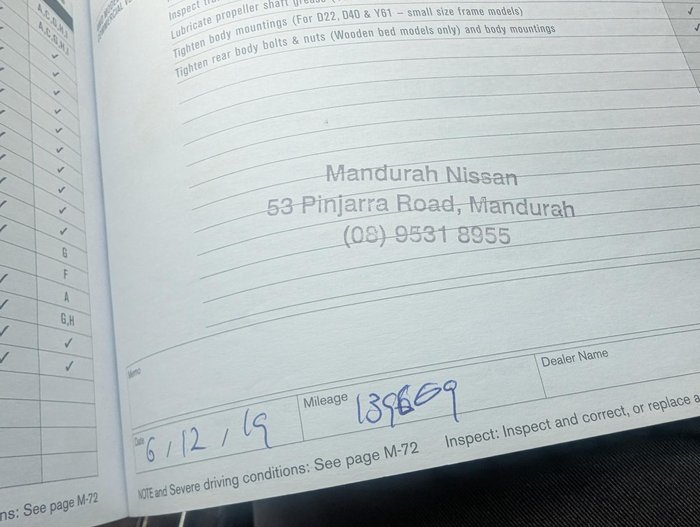 A,C,G,H,I
A,C,G,H,I
✓
✓
✓
✓
✓
✓
✓
✓
✓
✓
G
F
A
G,H
✓
✓
ns: See page M-72
Inspect
Lubricate propeller shaft grease
Tighten body mountings (For D22, D40 & Y61 – small size frame models)
Tighten rear body bolts & nuts (Wooden bed models only) and body mountings
Mandurah Nissan
53 Pinjarra Road, Mandurah
(08) 9531 8955
Memo
Date 6 / 12 / 19
Mileage 139669
Dealer Name
NOTE and Severe driving conditions: See page M-72 Inspect: Inspect and correct, or replace a